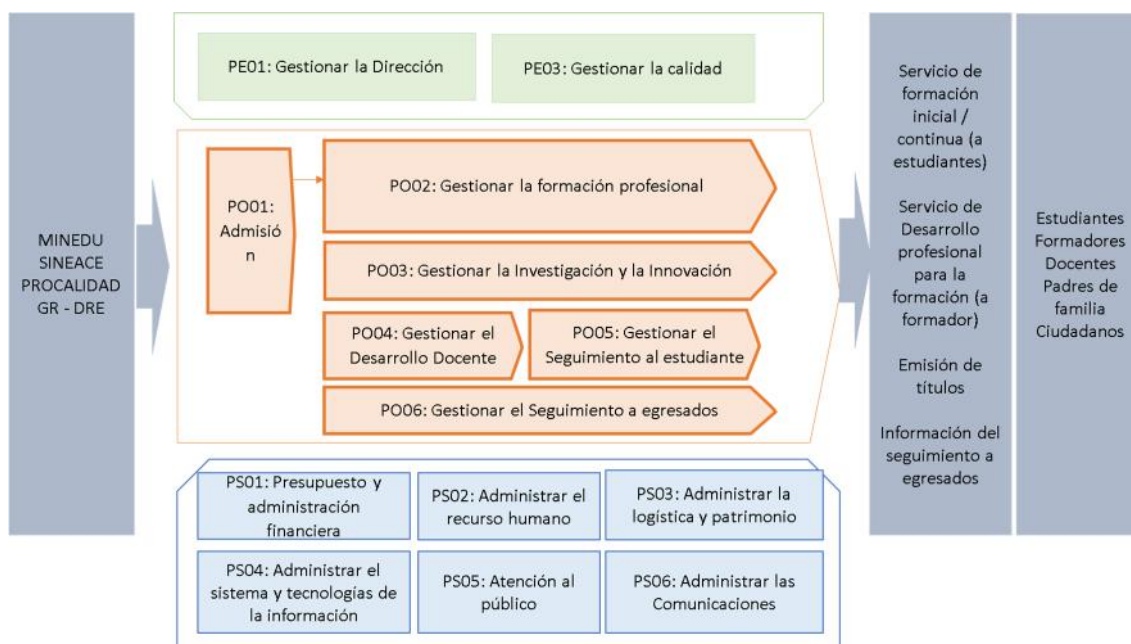 MINEDU
SINEACE
PROCALIDAD
GR - DRE
PE01: Gestionar la Dirección
PE03: Gestionar la calidad
PO01:
Admisió
n
PO02: Gestionar la formación profesional
PO03: Gestionar la Investigación y la Innovación
PO04: Gestionar el
Desarrollo Docente
PO05: Gestionar el
Seguimiento al estudiante
PO06: Gestionar el Seguimiento a egresados
PS01: Presupuesto y
administración
financiera
PS02: Administrar el
recurso humano
PS03: Administrar la
logística y patrimonio
PS04: Administrar el
sistema y tecnologías de
la información
PS05: Atención al
público
PS06: Administrar las
Comunicaciones
Servicio de
formación
inicial /
continua (a
estudiantes)
Servicio de
Desarrollo
profesional
para la
formación (a
formador)
Emisión de
títulos
Información del
seguimiento a
egresados
Estudiantes
Formadores
Docentes
Padres de
familia
Ciudadanos